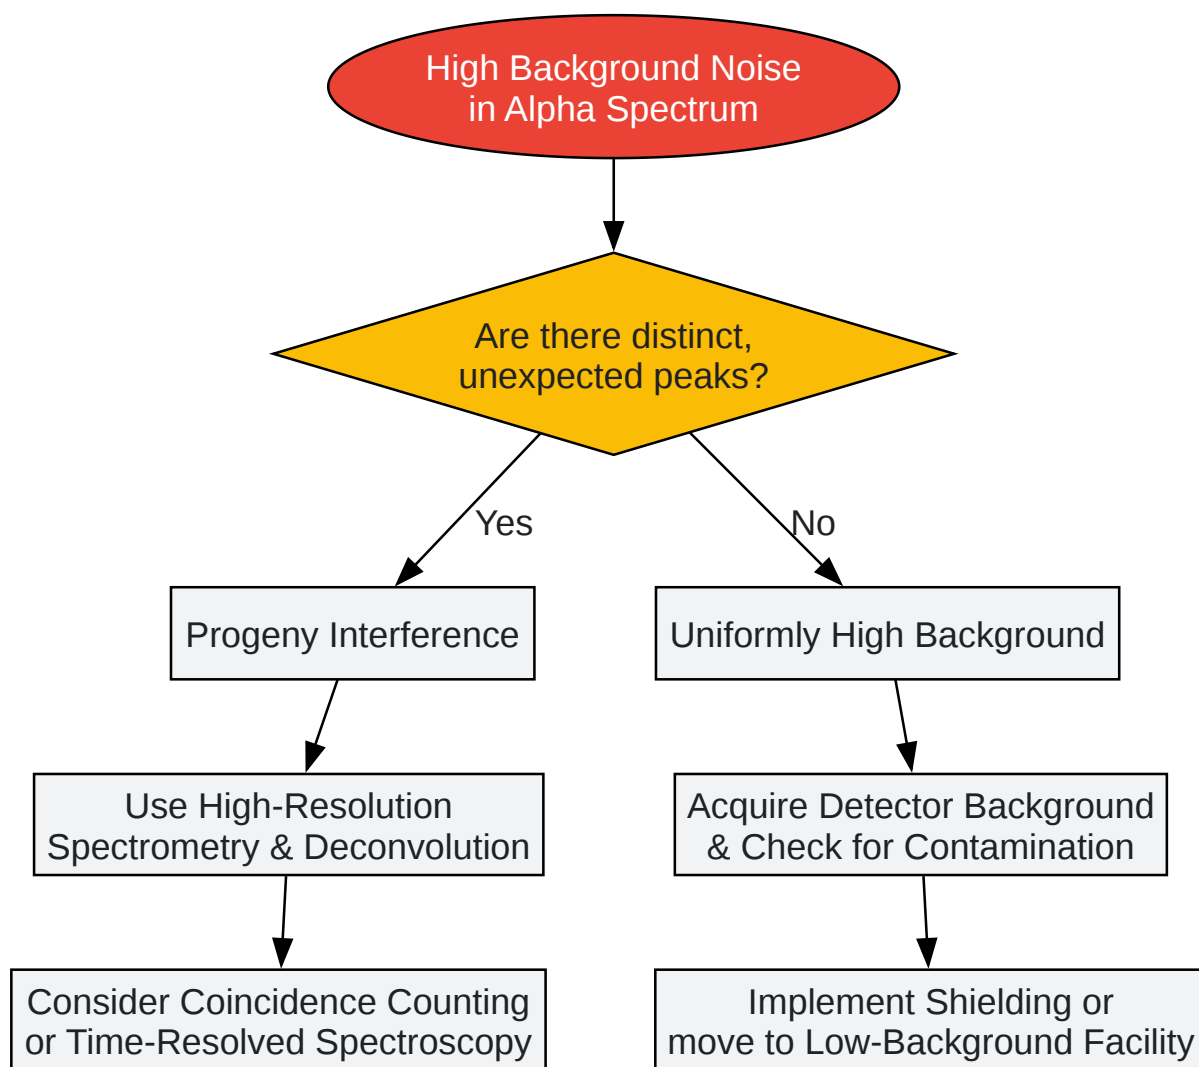 High Background Noise
in Alpha Spectrum
Are there distinct,
unexpected peaks?
Yes
No
Progeny Interference
Uniformly High Background
Use High-Resolution
Spectrometry & Deconvolution
Acquire Detector Background
& Check for Contamination
Consider Coincidence Counting
or Time-Resolved Spectroscopy
Implement Shielding or
move to Low-Background Facility